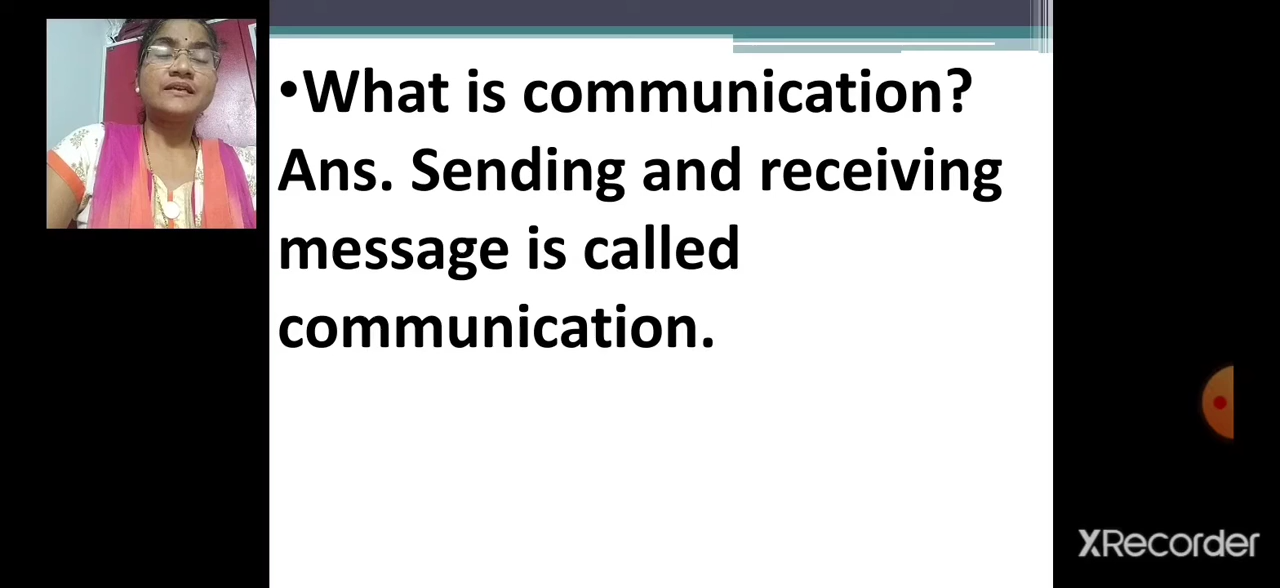 •What is communication?
Ans. Sending and receiving
message is called
communication.
XRecorder